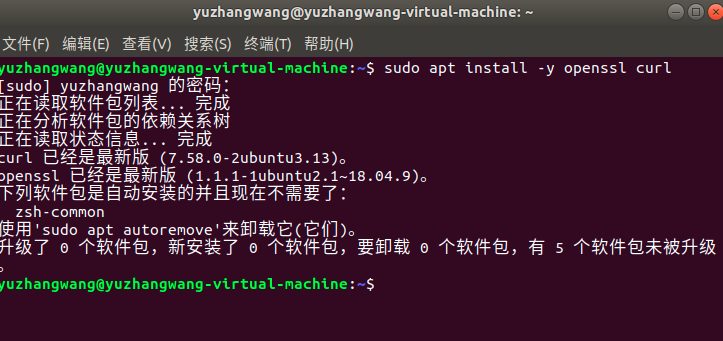 yuzhangwang@yuzhangwang-virtual-machine: ~
文件(F) 编辑(E) 查看(V) 搜索(S) 终端(T) 帮助(H)
yuzhangwang@yuzhangwang-virtual-machine:~$ sudo apt install -y openssl curl
[sudo] yuzhangwang 的密码：
正在读取软件包列表... 完成
正在分析软件包的依赖关系树
正在读取状态信息... 完成
curl 已经是最新版 (7.58.0-2ubuntu3.13)。
openssl 已经是最新版 (1.1.1-1ubuntu2.1~18.04.9)。
下列软件包是自动安装的并且现在不需要了：
zsh-common
使用'sudo apt autoremove'来卸载它(它们)。
升级了 0 个软件包，新安装了 0 个软件包，要卸载 0 个软件包，有 5 个软件包未被升级
。
yuzhangwang@yuzhangwang-virtual-machine:~$